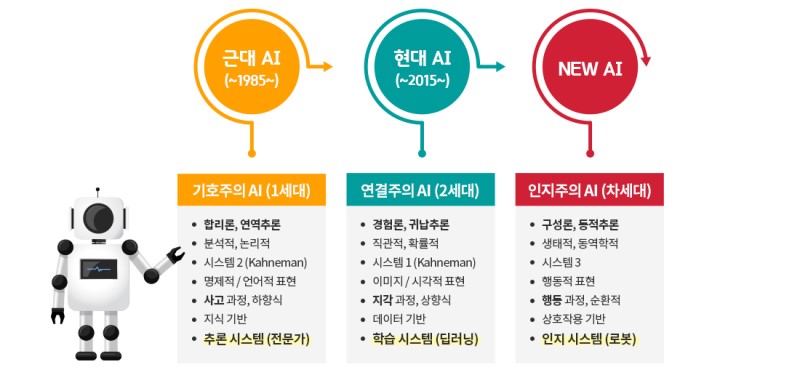 근대 AI
(~1985~)
현대 AI
(~2015~)
NEW AI
기호주의 AI (1세대)
• 합리론, 연역추론
• 분석적, 논리적
• 시스템 2 (Kahneman)
• 명제적 / 언어적 표현
• 사고 과정, 하향식
• 지식 기반
• 추론 시스템 (전문가)
연결주의 AI (2세대)
• 경험론, 귀납추론
• 직관적, 확률적
• 시스템 1 (Kahneman)
• 이미지 / 시각적 표현
• 지각 과정, 상향식
• 데이터 기반
• 학습 시스템 (딥러닝)
인지주의 AI (차세대)
• 구성론, 동적추론
• 생태적, 동역학적
• 시스템 3
• 행동적 표현
• 행동 과정, 순환적
• 상호작용 기반
• 인지 시스템 (로봇)